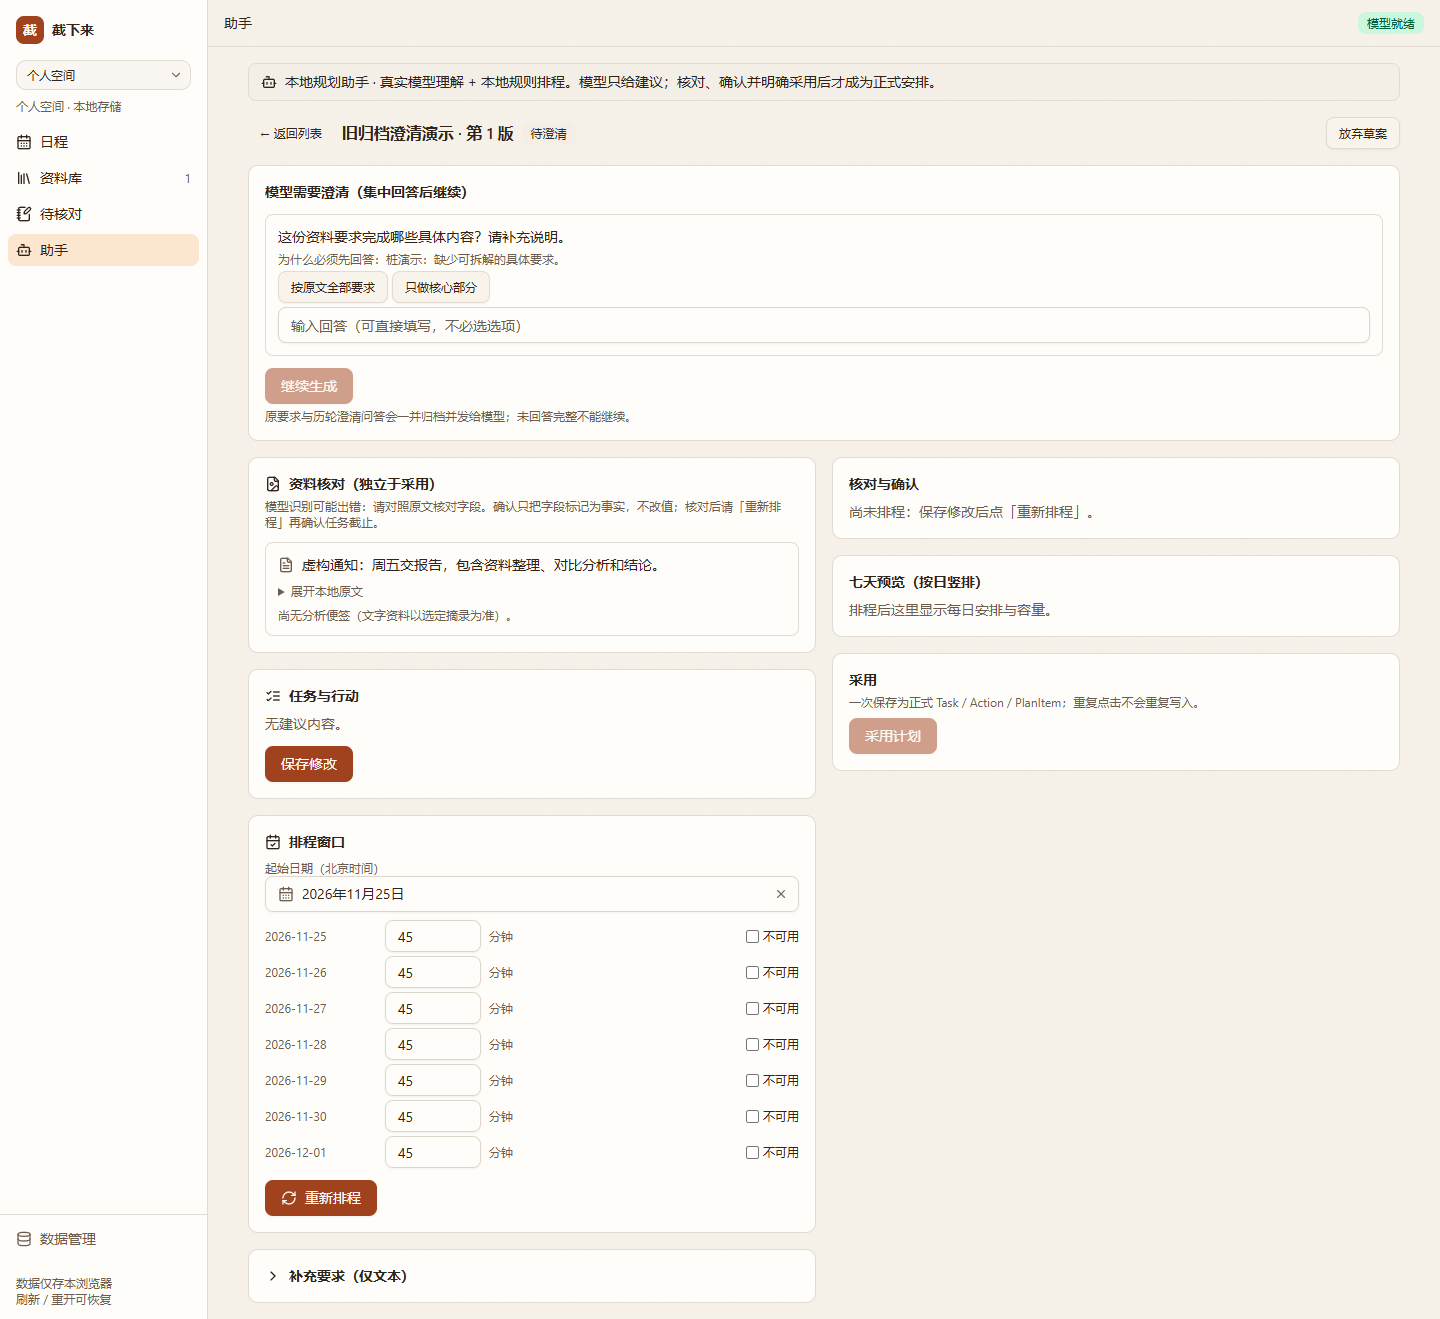 截 截下来
个人空间
个人空间 · 本地存储
日程
资料库 1
待核对
助手
数据管理
数据仅存本浏览器
刷新 / 重开可恢复
助手
模型就绪
本地规划助手 · 真实模型理解 + 本地规则排程。模型只给建议；核对、确认并明确采用后才成为正式安排。
← 返回列表 旧归档澄清演示 · 第 1 版 待澄清 放弃草案
模型需要澄清（集中回答后继续）
这份资料要求完成哪些具体内容？请补充说明。
为什么必须先回答：桩演示：缺少可拆解的具体要求。
按原文全部要求 只做核心部分
输入回答（可直接填写，不必选选项）
继续生成
原要求与历轮澄清问答会一并归档并发给模型；未回答完整不能继续。
资料核对（独立于采用）
模型识别可能出错：请对照原文核对字段。确认只把字段标记为事实，不改值；核对后请「重新排
程」再确认任务截止。
虚构通知：周五交报告，包含资料整理、对比分析和结论。
展开本地原文
尚无分析便签（文字资料以选定摘录为准）。
任务与行动
无建议内容。
保存修改
排程窗口
起始日期（北京时间）
2026年11月25日
2026-11-25 45 分钟 不可用
2026-11-26 45 分钟 不可用
2026-11-27 45 分钟 不可用
2026-11-28 45 分钟 不可用
2026-11-29 45 分钟 不可用
2026-11-30 45 分钟 不可用
2026-12-01 45 分钟 不可用
重新排程
补充要求（仅文本）
核对与确认
尚未排程：保存修改后点「重新排程」。
七天预览（按日竖排）
排程后这里显示每日安排与容量。
采用
一次保存为正式 Task / Action / PlanItem；重复点击不会重复写入。
采用计划